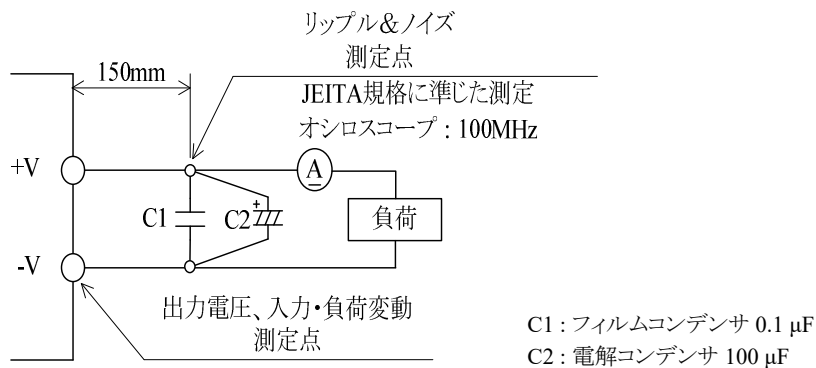 リップル＆ノイズ
測定点
150mm
JEITA規格に準じた測定
オシロスコープ : 100MHz
+V
A
C1
C2
+
負荷
-V
出力電圧、入力・負荷変動
測定点
C1 : フィルムコンデンサ 0.1 μF
C2 : 電解コンデンサ 100 μF